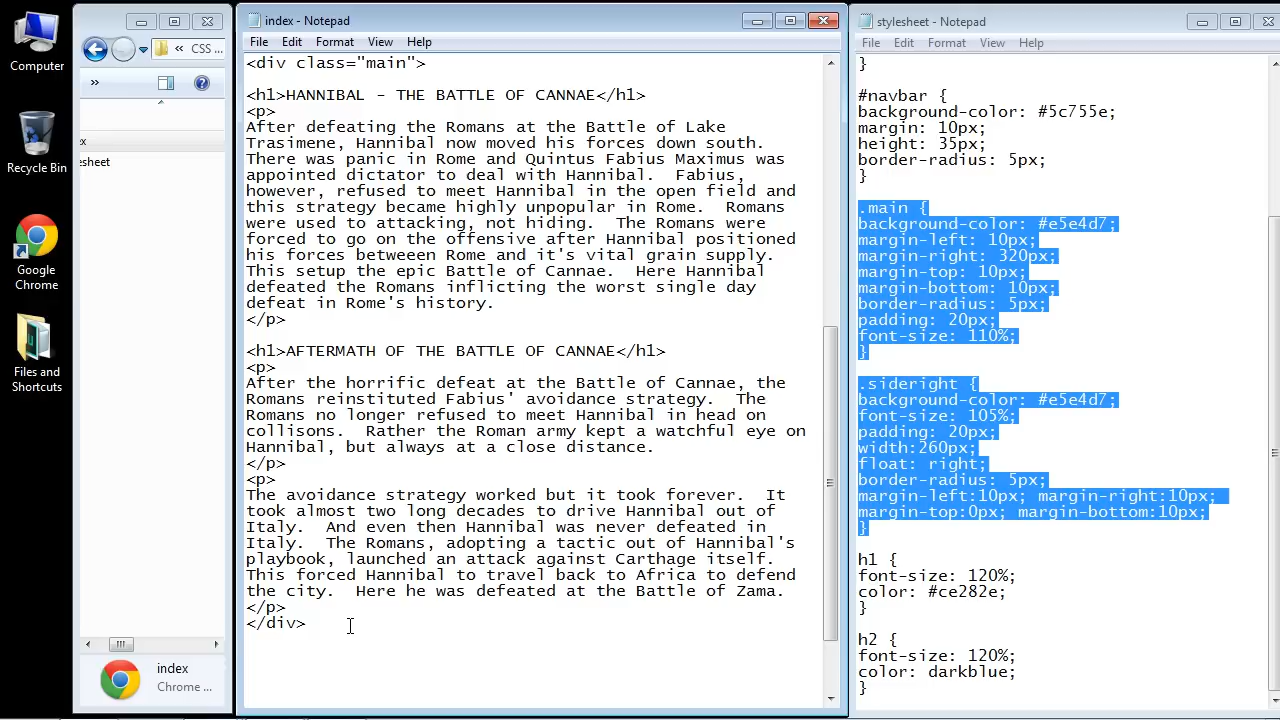 Computer
Recycle Bin
Google
Chrome
Files and
Shortcuts
« CSS ...
»
x
esheet
index
Chrome ...
index - Notepad
File Edit Format View Help
<div class="main">
<h1>HANNIBAL - THE BATTLE OF CANNAE</h1>
<p>
After defeating the Romans at the Battle of Lake
Trasimene, Hannibal now moved his forces down south.
There was panic in Rome and Quintus Fabius Maximus was
appointed dictator to deal with Hannibal.  Fabius,
however, refused to meet Hannibal in the open field and
this strategy became highly unpopular in Rome.  Romans
were used to attacking, not hiding.  The Romans were
forced to go on the offensive after Hannibal positioned
his forces betweeen Rome and it's vital grain supply.
This setup the epic Battle of Cannae.  Here Hannibal
defeated the Romans inflicting the worst single day
defeat in Rome's history.
</p>
<h1>AFTERMATH OF THE BATTLE OF CANNAE</h1>
<p>
After the horrific defeat at the Battle of Cannae, the
Romans reinstituted Fabius' avoidance strategy.  The
Romans no longer refused to meet Hannibal in head on
collisons.  Rather the Roman army kept a watchful eye on
Hannibal, but always at a close distance.
</p>
<p>
The avoidance strategy worked but it took forever.  It
took almost two long decades to drive Hannibal out of
Italy.  And even then Hannibal was never defeated in
Italy.  The Romans, adopting a tactic out of Hannibal's
playbook, launched an attack against Carthage itself.
This forced Hannibal to travel back to Africa to defend
the city.  Here he was defeated at the Battle of Zama.
</p>
</div>
stylesheet - Notepad
File Edit Format View Help
}
#navbar {
background-color: #5c755e;
margin: 10px;
height: 35px;
border-radius: 5px;
}
.main {
background-color: #e5e4d7;
margin-left: 10px;
margin-right: 320px;
margin-top: 10px;
margin-bottom: 10px;
border-radius: 5px;
padding: 20px;
font-size: 110%;
}
.sideright {
background-color: #e5e4d7;
font-size: 105%;
padding: 20px;
width:260px;
float: right;
border-radius: 5px;
margin-left:10px; margin-right:10px;
margin-top:0px; margin-bottom:10px;
}
h1 {
font-size: 120%;
color: #ce282e;
}
h2 {
font-size: 120%;
color: darkblue;
}